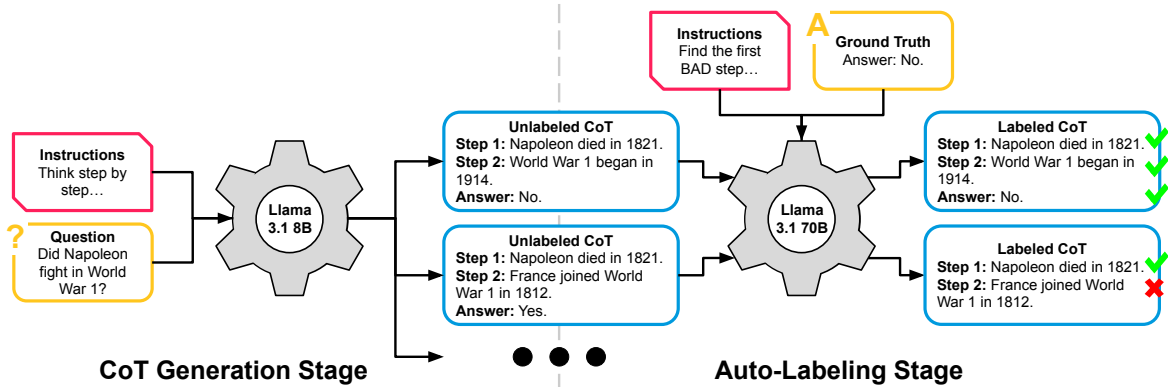 Instructions
Think step by
step…
?
Question
Did Napoleon
fight in World
War 1?
Llama
3.1 8B
CoT Generation Stage
Unlabeled CoT
Step 1: Napoleon died in 1821.
Step 2: World War 1 began in
1914.
Answer: No.
Unlabeled CoT
Step 1: Napoleon died in 1821.
Step 2: France joined World
War 1 in 1812.
Answer: Yes.
Instructions
Find the first
BAD step…
A
Ground Truth
Answer: No.
Llama
3.1 70B
Labeled CoT
Step 1: Napoleon died in 1821.
Step 2: World War 1 began in
1914.
Answer: No.
Labeled CoT
Step 1: Napoleon died in 1821.
Step 2: France joined World
War 1 in 1812.
Auto-Labeling Stage